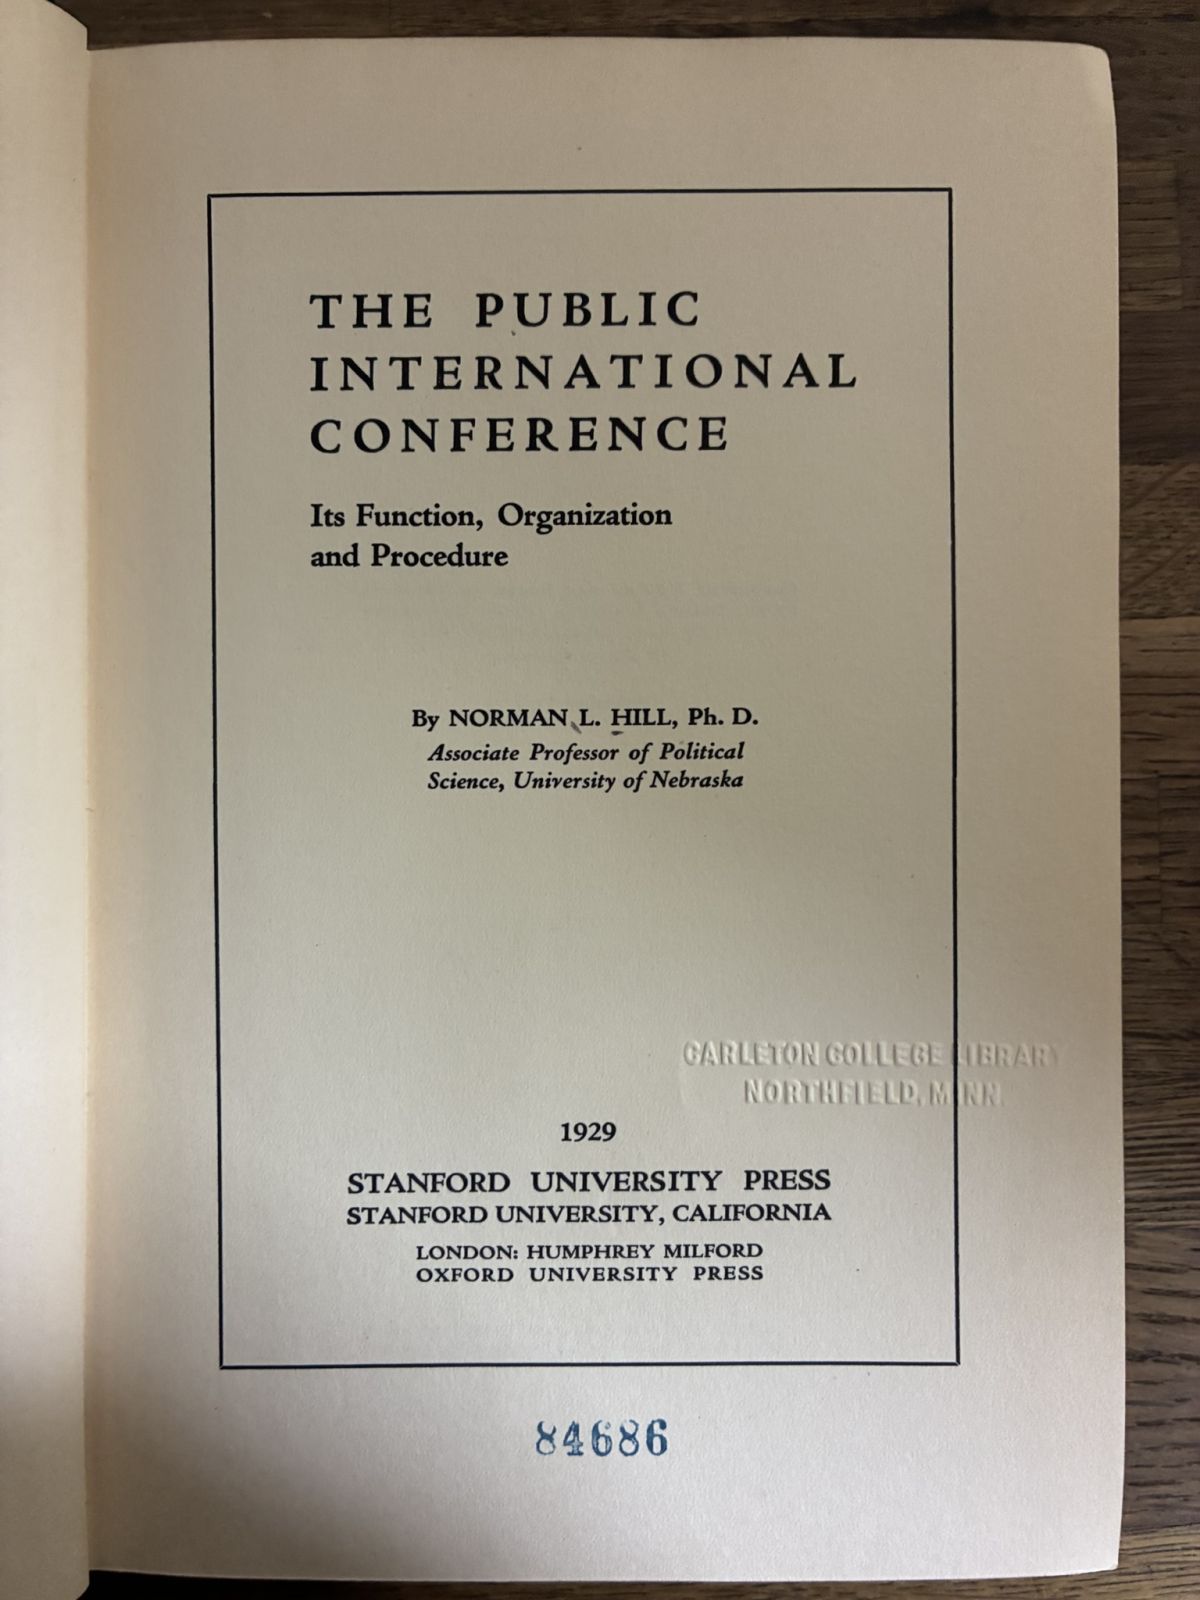 THE PUBLIC
INTERNATIONAL
CONFERENCE
Its Function, Organization
and Procedure
By NORMAN L. HILL, Ph. D.
Associate Professor of Political
Science, University of Nebraska
CARLETON COLLEGE LIBRARY
NORTHFIELD, MINN.
1929
STANFORD UNIVERSITY PRESS
STANFORD UNIVERSITY, CALIFORNIA
LONDON: HUMPHREY MILFORD
OXFORD UNIVERSITY PRESS
84686